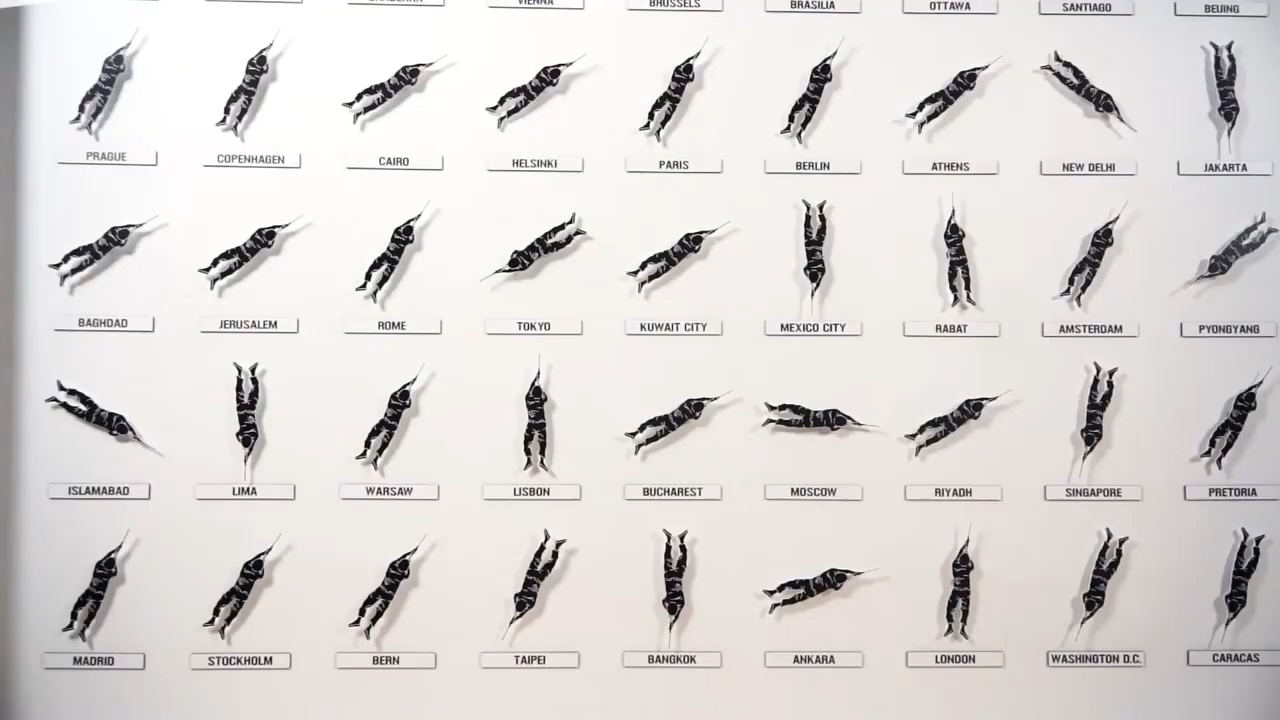 VIENNA
BRUSSELS
BRASILIA
OTTAWA
SANTIAGO
BEIJING
PRAGUE
COPENHAGEN
CAIRO
HELSINKI
PARIS
BERLIN
ATHENS
NEW DELHI
JAKARTA
BAGHDAD
JERUSALEM
ROME
TOKYO
KUWAIT CITY
MEXICO CITY
RABAT
AMSTERDAM
PYONGYANG
ISLAMABAD
LIMA
WARSAW
LISBON
BUCHAREST
MOSCOW
RIYADH
SINGAPORE
PRETORIA
MADRID
STOCKHOLM
BERN
TAIPEI
BANGKOK
ANKARA
LONDON
WASHINGTON D.C.
CARACAS